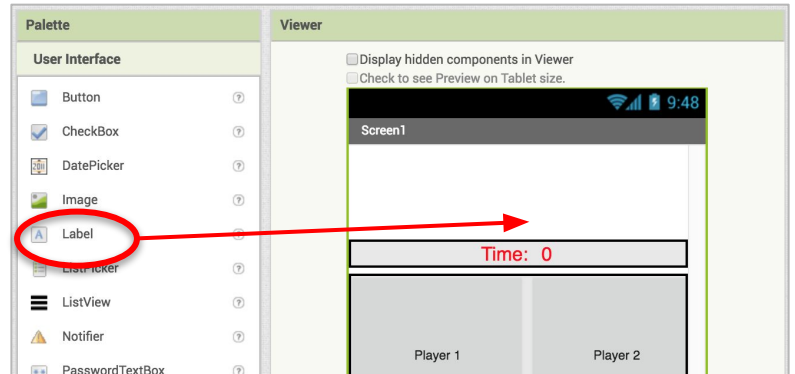 Palette
Viewer
User Interface
Display hidden components in Viewer
Check to see Preview on Tablet size.
Button
CheckBox
DatePicker
Image
Label
ListPicker
ListView
Notifier
PasswordTextBox
9:48
Screen1
Time: 0
Player 1
Player 2